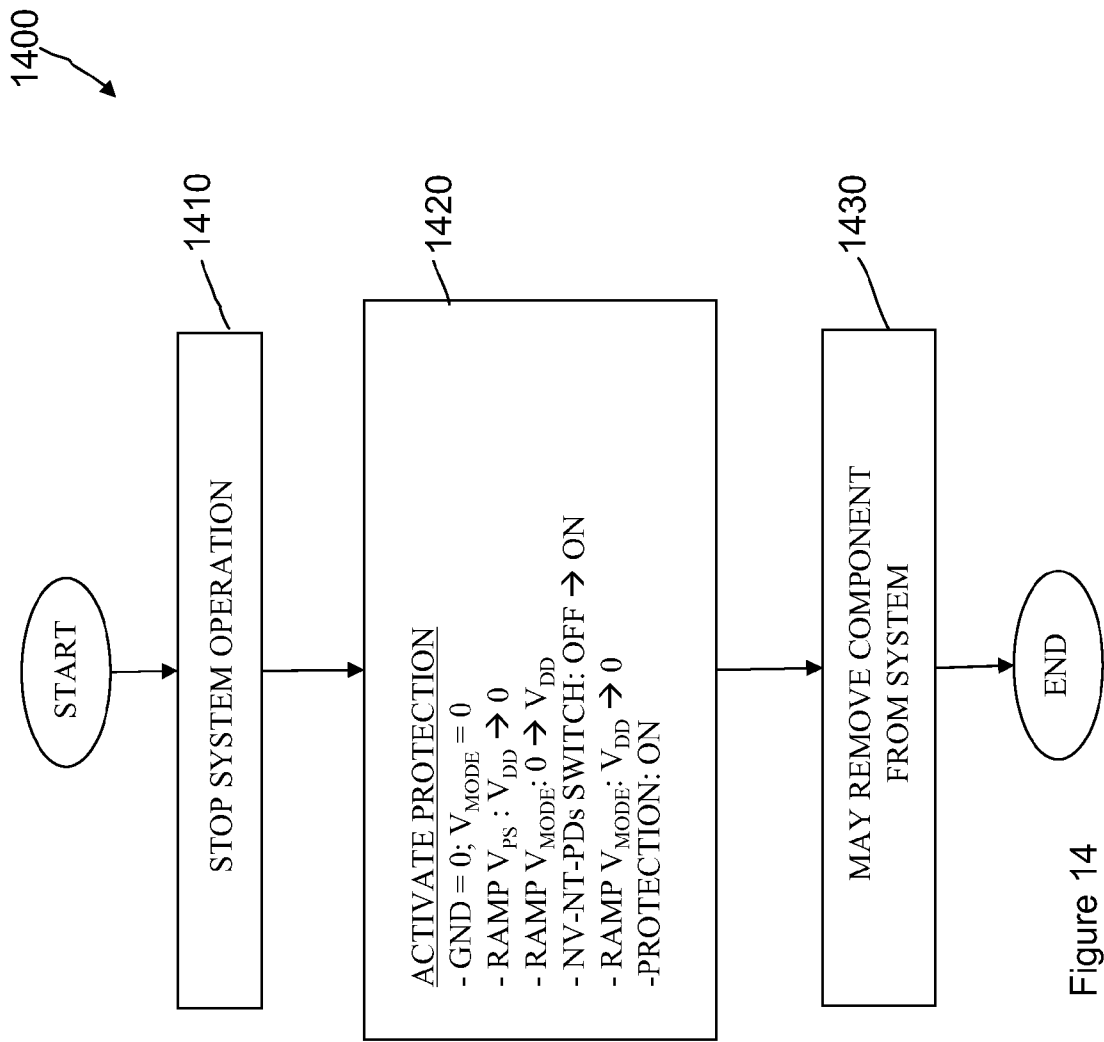 1400
START
STOP SYSTEM OPERATION
1410
ACTIVATE PROTECTION
- GND = 0; V_MODE = 0
- RAMP V_PS : V_DD → 0
- RAMP V_MODE: 0 → V_DD
- NV-NT-PDs SWITCH: OFF → ON
- RAMP V_MODE: V_DD → 0
-PROTECTION: ON
1420
MAY REMOVE COMPONENT
FROM SYSTEM
1430
END
Figure 14